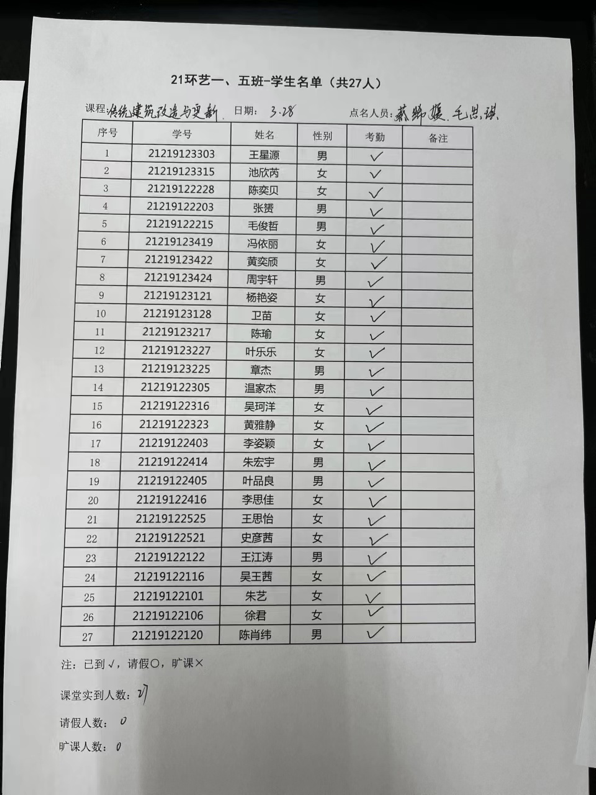 21环艺一、五班-学生名单（共27人）
课程:传统建筑改造与更新 日期: 3.28 点名人员:
序号 学号 姓名 性别 考勤 备注
1 21219123303 王星源 男 ✓
2 21219123315 池欣芮 女 ✓
3 21219122228 陈奕贝 女 ✓
4 21219122203 张赟 男 ✓
5 21219122215 毛俊哲 男 ✓
6 21219123419 冯依丽 女 ✓
7 21219123422 黄奕颀 女 ✓
8 21219123424 周宇轩 男 ✓
9 21219123121 杨艳姿 女 ✓
10 21219123128 卫苗 女 ✓
11 21219123217 陈瑜 女 ✓
12 21219123227 叶乐乐 女 ✓
13 21219123225 章杰 男 ✓
14 21219122305 温家杰 男 ✓
15 21219122316 吴珂洋 女 ✓
16 21219122323 黄雅静 女 ✓
17 21219122403 李姿颖 女 ✓
18 21219122414 朱宏宇 男 ✓
19 21219122405 叶品良 男 ✓
20 21219122416 李思佳 女 ✓
21 21219122525 王思怡 女 ✓
22 21219122521 史彦茜 女 ✓
23 21219122122 王江涛 男 ✓
24 21219122116 吴王茜 女 ✓
25 21219122101 朱艺 女 ✓
26 21219122106 徐君 女 ✓
27 21219122120 陈肖纬 男 ✓
注：已到√，请假○，旷课×
课堂实到人数: 27
请假人数: 0
旷课人数: 0